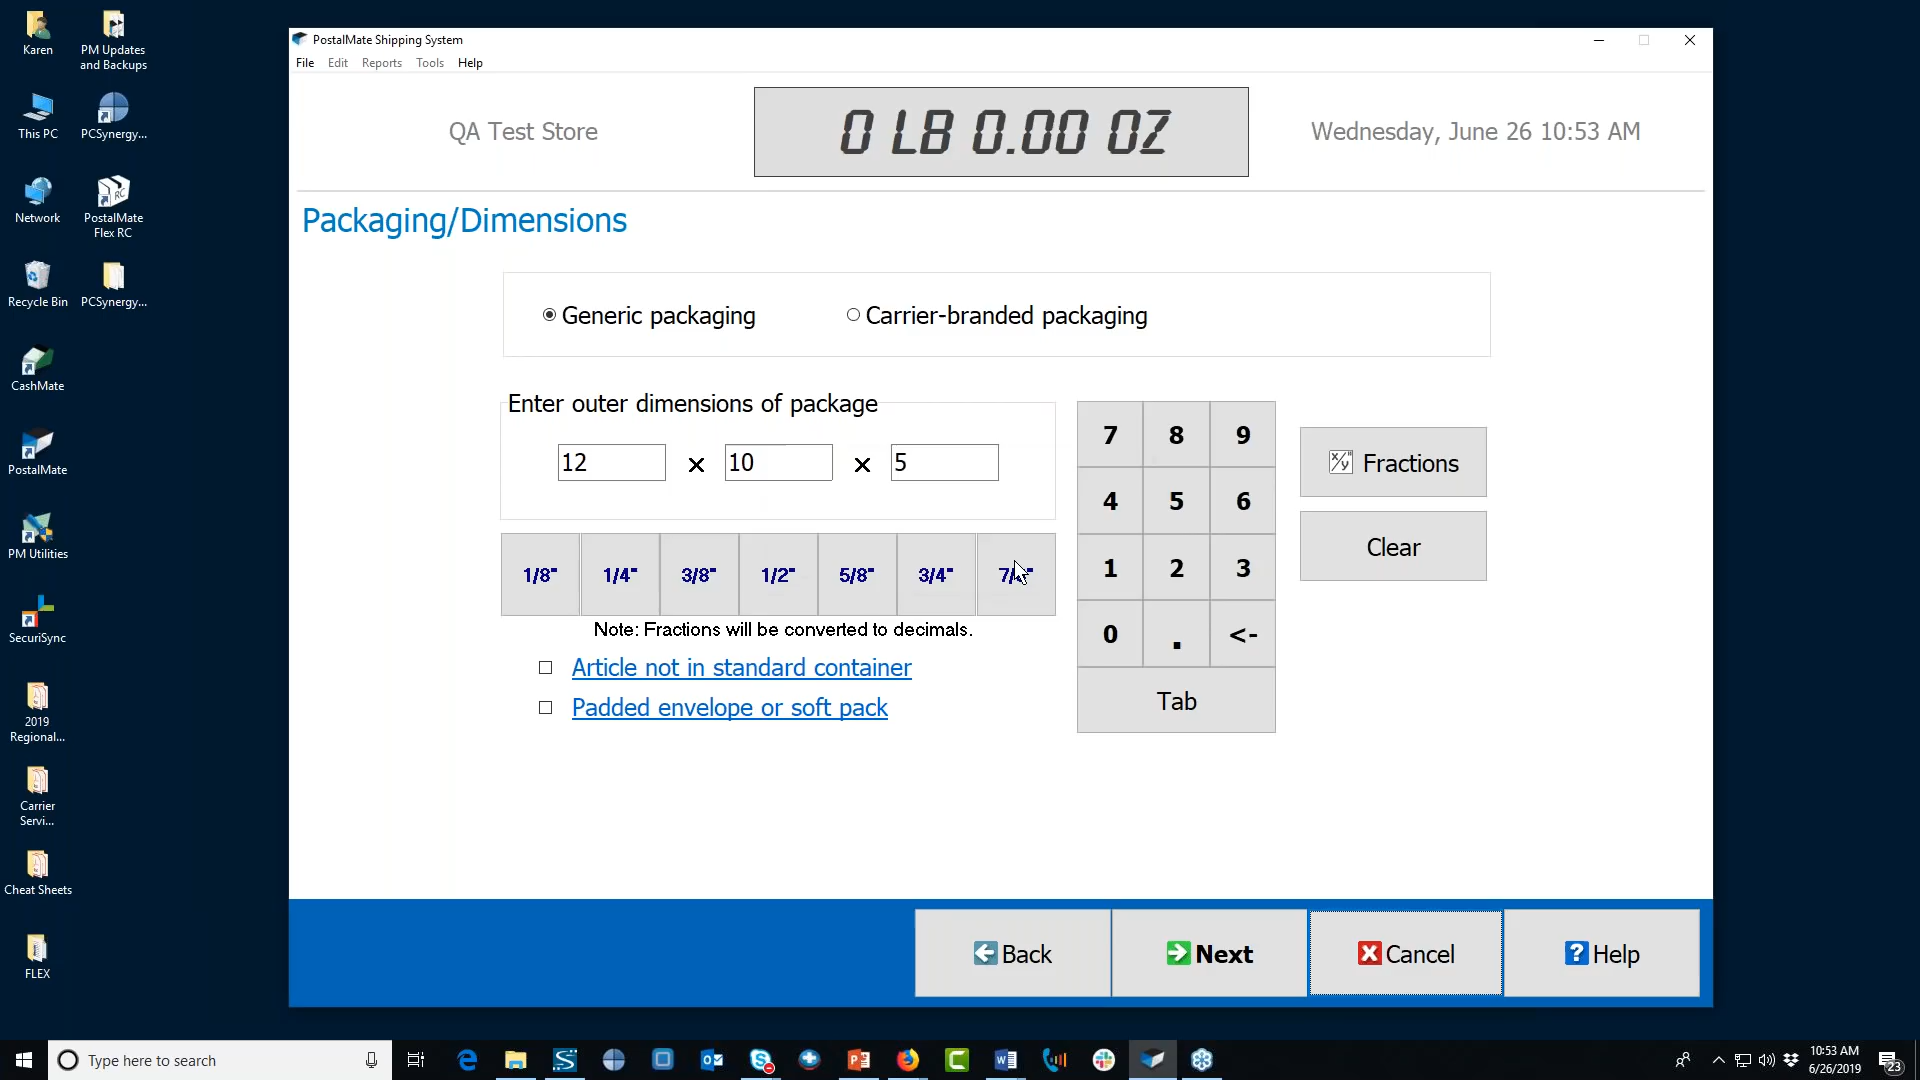 Karen
PM Updates
and Backups
This PC
PCSynergy...
Network
PostalMate
Flex RC
RC
Recycle Bin
PCSynergy...
CashMate
PostalMate
PM Utilities
SecuriSync
2019
Regional...
Carrier
Servi...
Cheat Sheets
FLEX
PostalMate Shipping System
File Edit Reports Tools Help
QA Test Store
0 LB 0.00 OZ
Wednesday, June 26 10:53 AM
Packaging/Dimensions
Generic packaging
Carrier-branded packaging
Enter outer dimensions of package
12 × 10 × 5
1/8" 1/4" 3/8" 1/2" 5/8" 3/4"
Note: Fractions will be converted to decimals.
Article not in standard container
Padded envelope or soft pack
7 8 9
4 5 6
1 2 3
0 . <-
Tab
x/y" Fractions
Clear
Back
Next
Cancel
? Help
Type here to search
10:53 AM
6/26/2019
23